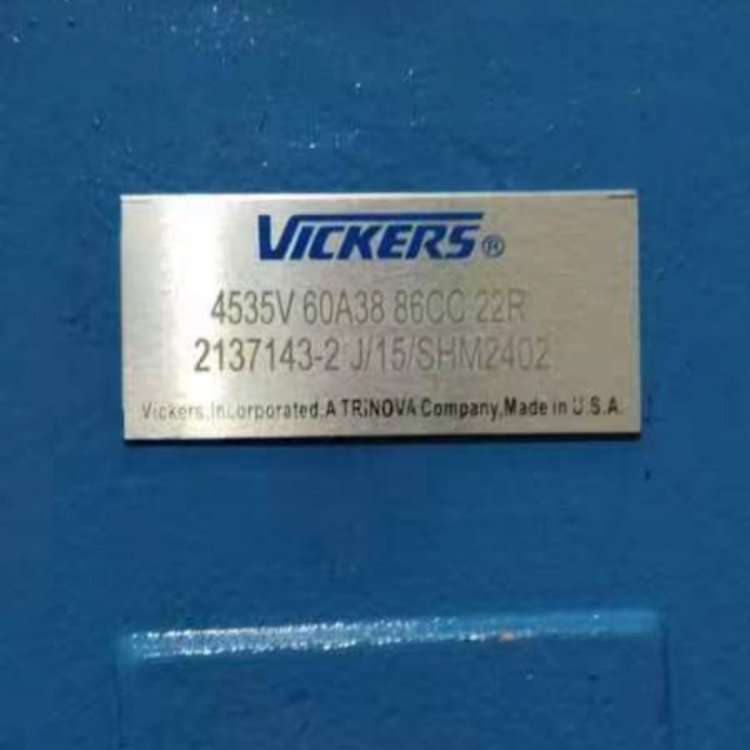 VICKERS®
4535V 60A38 86CC 22R
2137143-2 J/15/SHM2402
Vickers,Incorporated.A TRINOVA Company,Made in U.S.A.